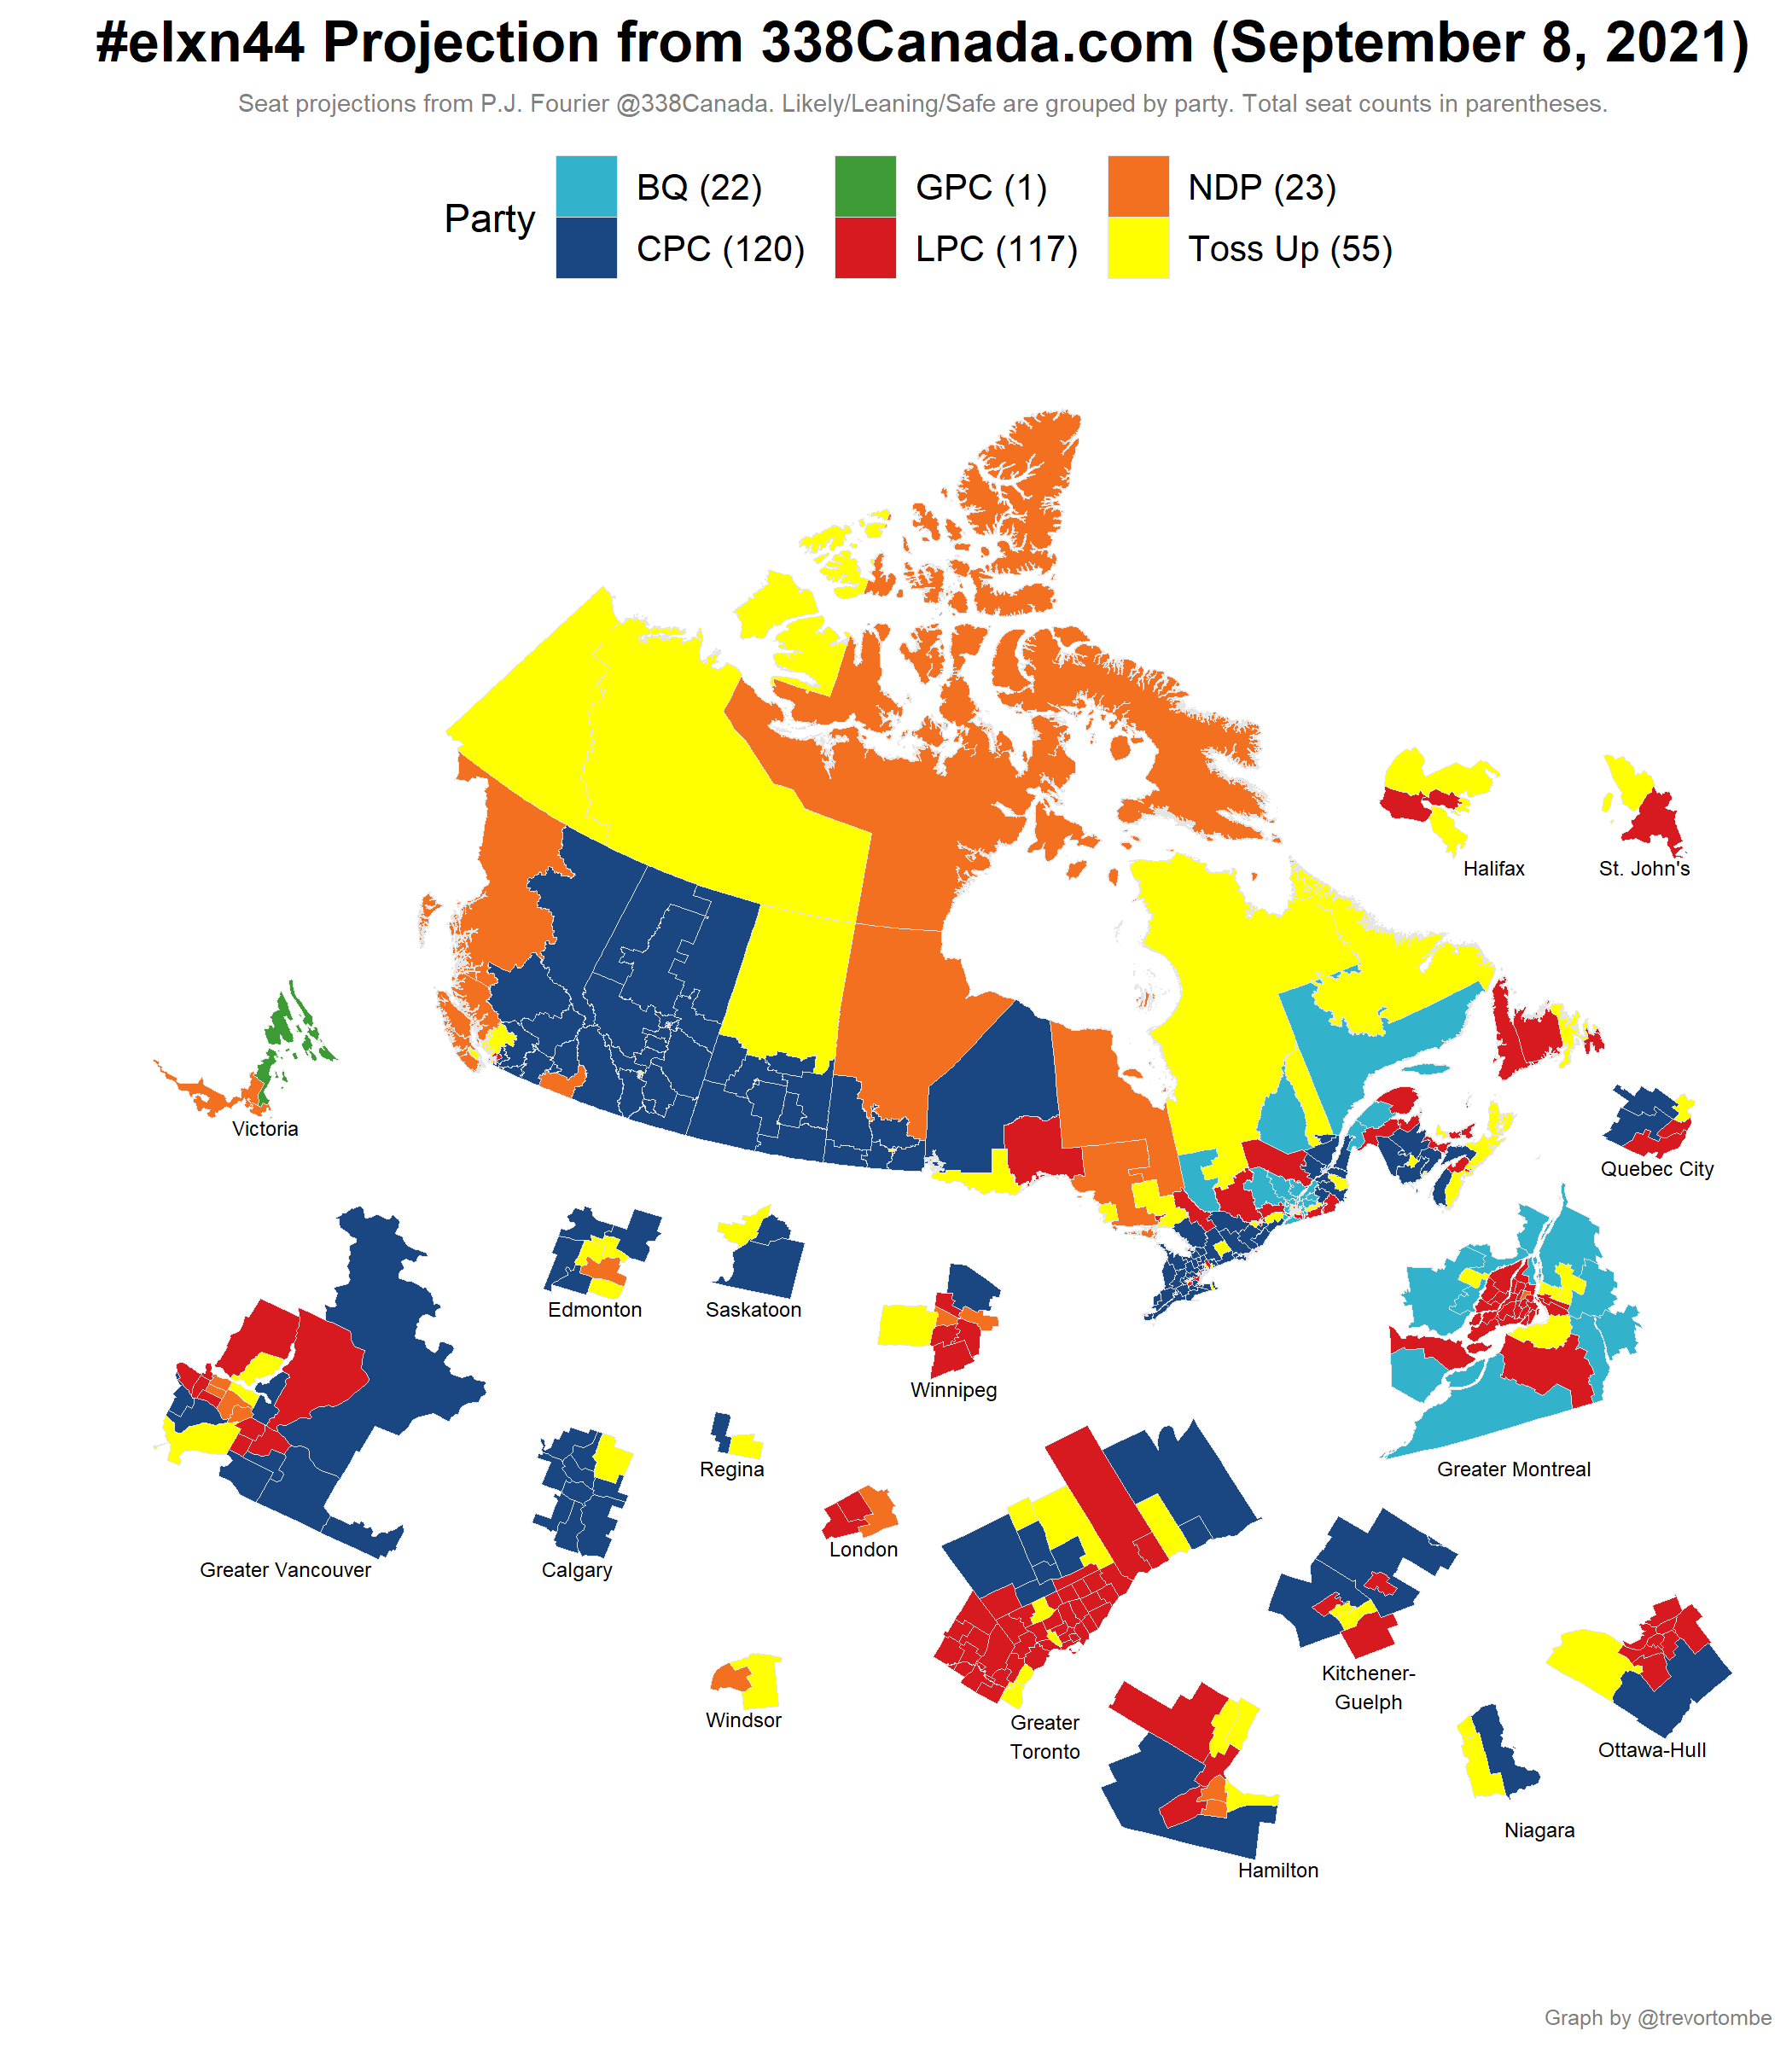 #elxn44 Projection from 338Canada.com (September 8, 2021)
Seat projections from P.J. Fourier @338Canada. Likely/Leaning/Safe are grouped by party. Total seat counts in parentheses.
Party
BQ (22)
GPC (1)
NDP (23)
CPC (120)
LPC (117)
Toss Up (55)
Halifax
St. John's
Victoria
Quebec City
Edmonton
Saskatoon
Winnipeg
Regina
Greater Montreal
London
Greater Vancouver
Calgary
Kitchener-
Guelph
Windsor
Greater
Toronto
Ottawa-Hull
Niagara
Hamilton
Graph by @trevortombe